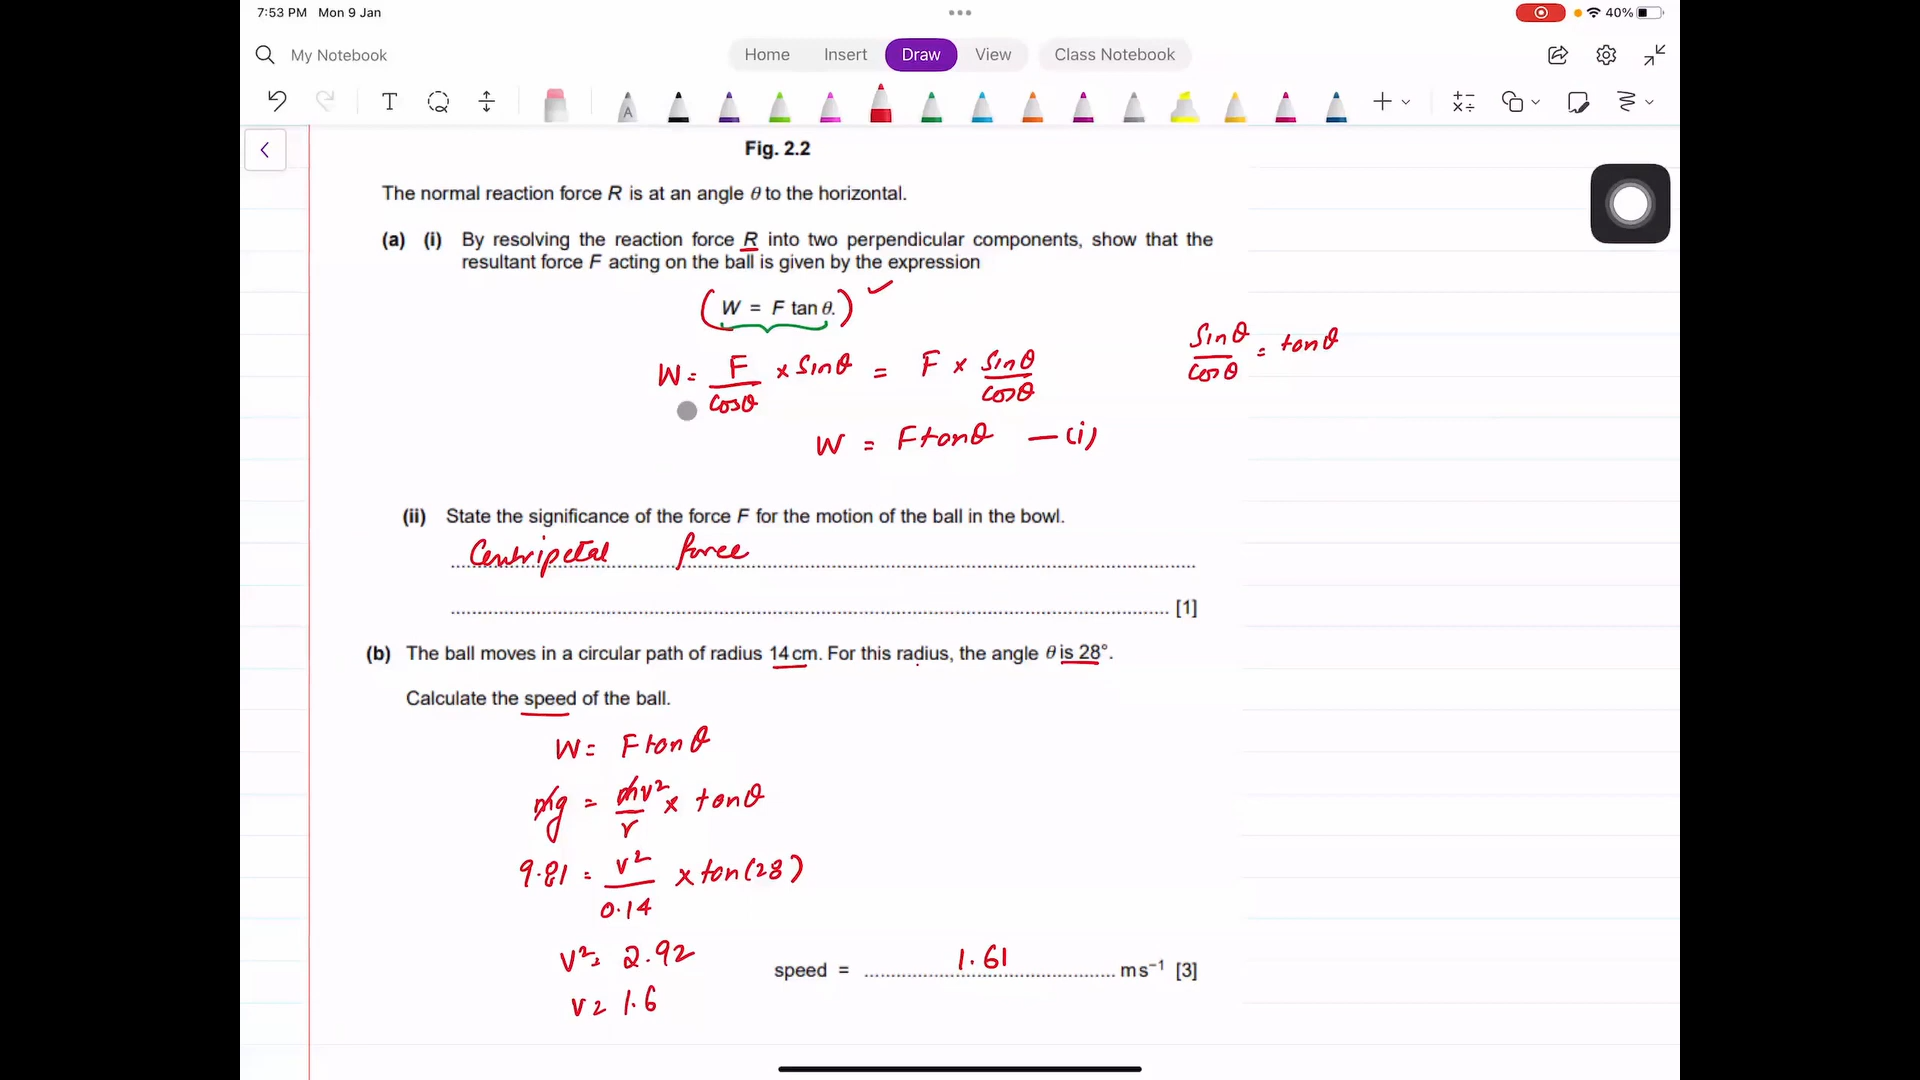 7:53 PM Mon 9 Jan
40%
My Notebook
Home Insert Draw View Class Notebook
T A
Fig. 2.2
The normal reaction force R is at an angle θ to the horizontal.
(a) (i) By resolving the reaction force R into two perpendicular components, show that the
resultant force F acting on the ball is given by the expression
(W = F tan θ.) ✓
W = F/cosθ × sinθ = F × sinθ/cosθ
sinθ/cosθ = tanθ
W = Ftanθ — (i)
(ii) State the significance of the force F for the motion of the ball in the bowl.
Centripetal force
[1]
(b) The ball moves in a circular path of radius 14 cm. For this radius, the angle θ is 28°.
Calculate the speed of the ball.
W = Ftanθ
mg = mv²/r × tanθ
9.81 = v²/0.14 × tan(28)
v² = 2.92
speed = 1.61 m s⁻¹ [3]
v = 1.6